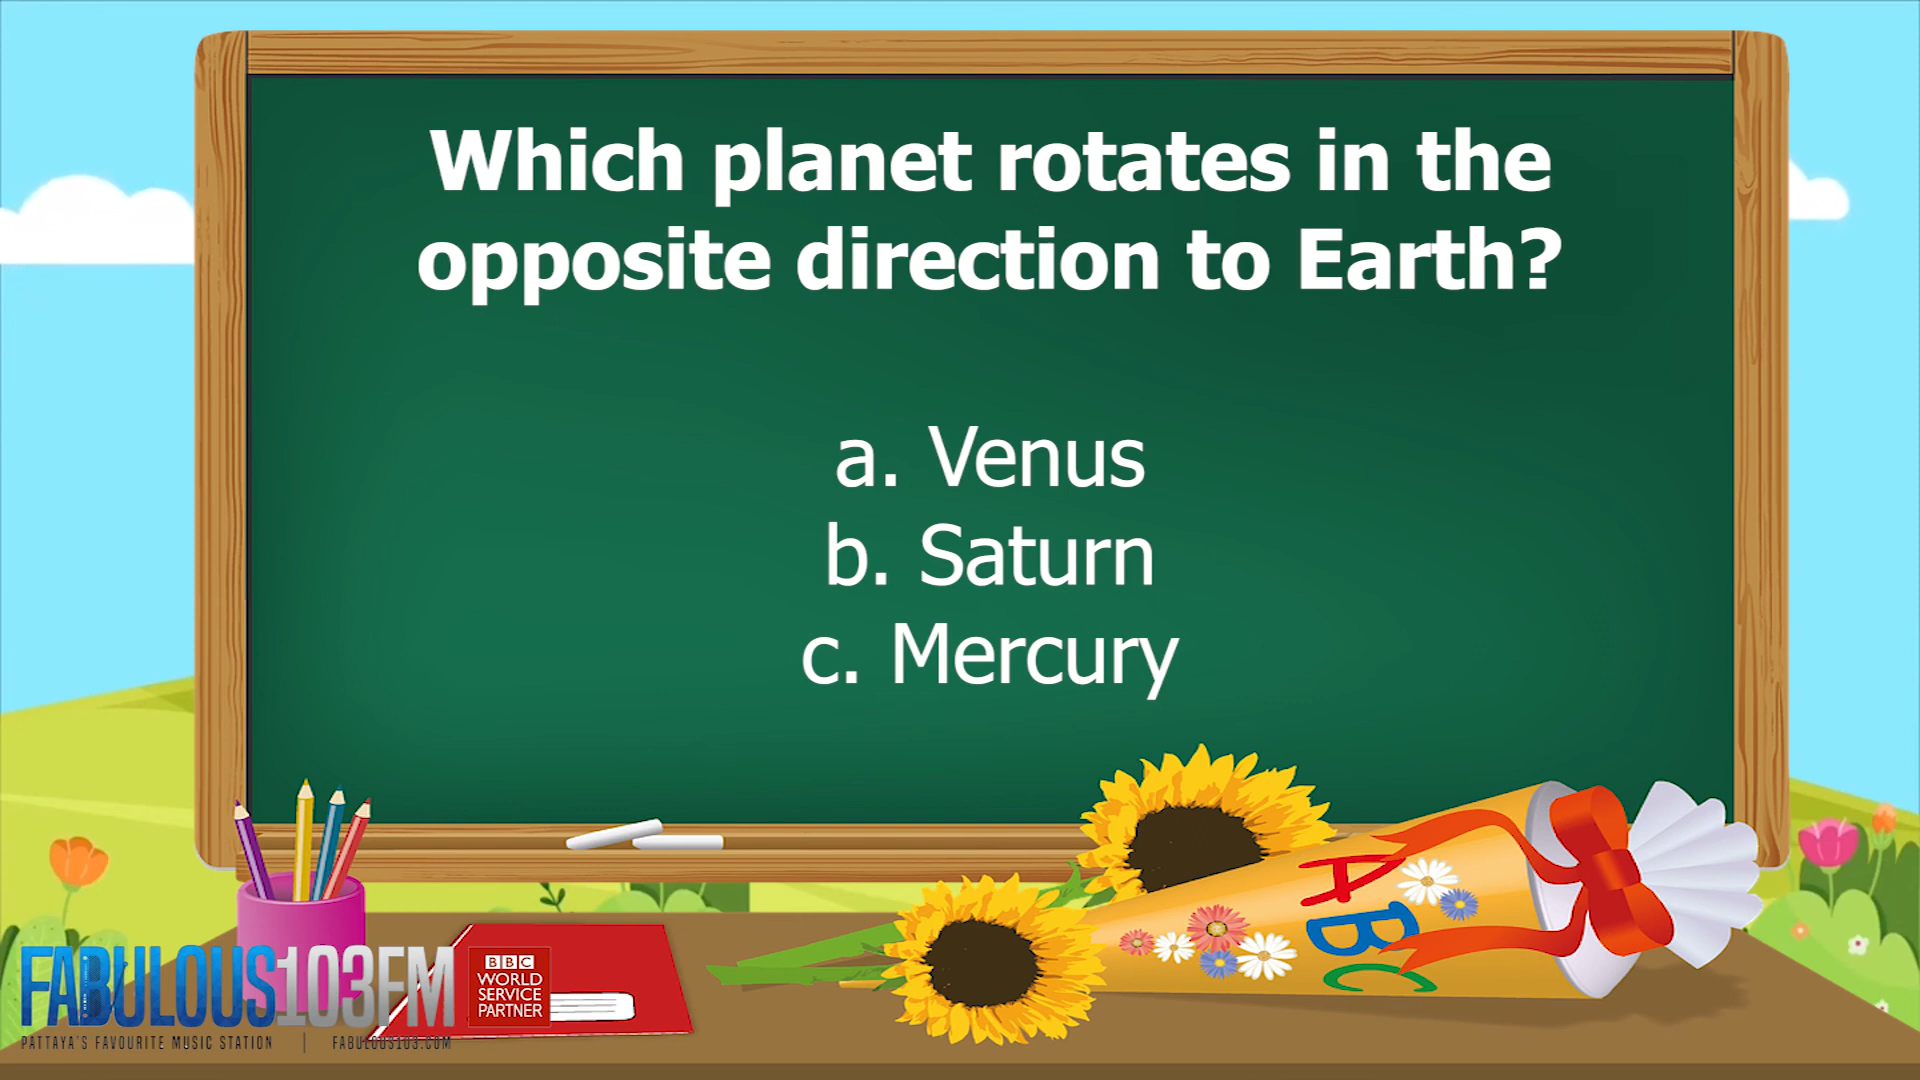 Which planet rotates in the
opposite direction to Earth?
a. Venus
b. Saturn
c. Mercury
A
B
C
FABULOUS103FM
PATTAYA'S FAVOURITE MUSIC STATION | FABULOUS103.COM
BBC
WORLD
SERVICE
PARTNER